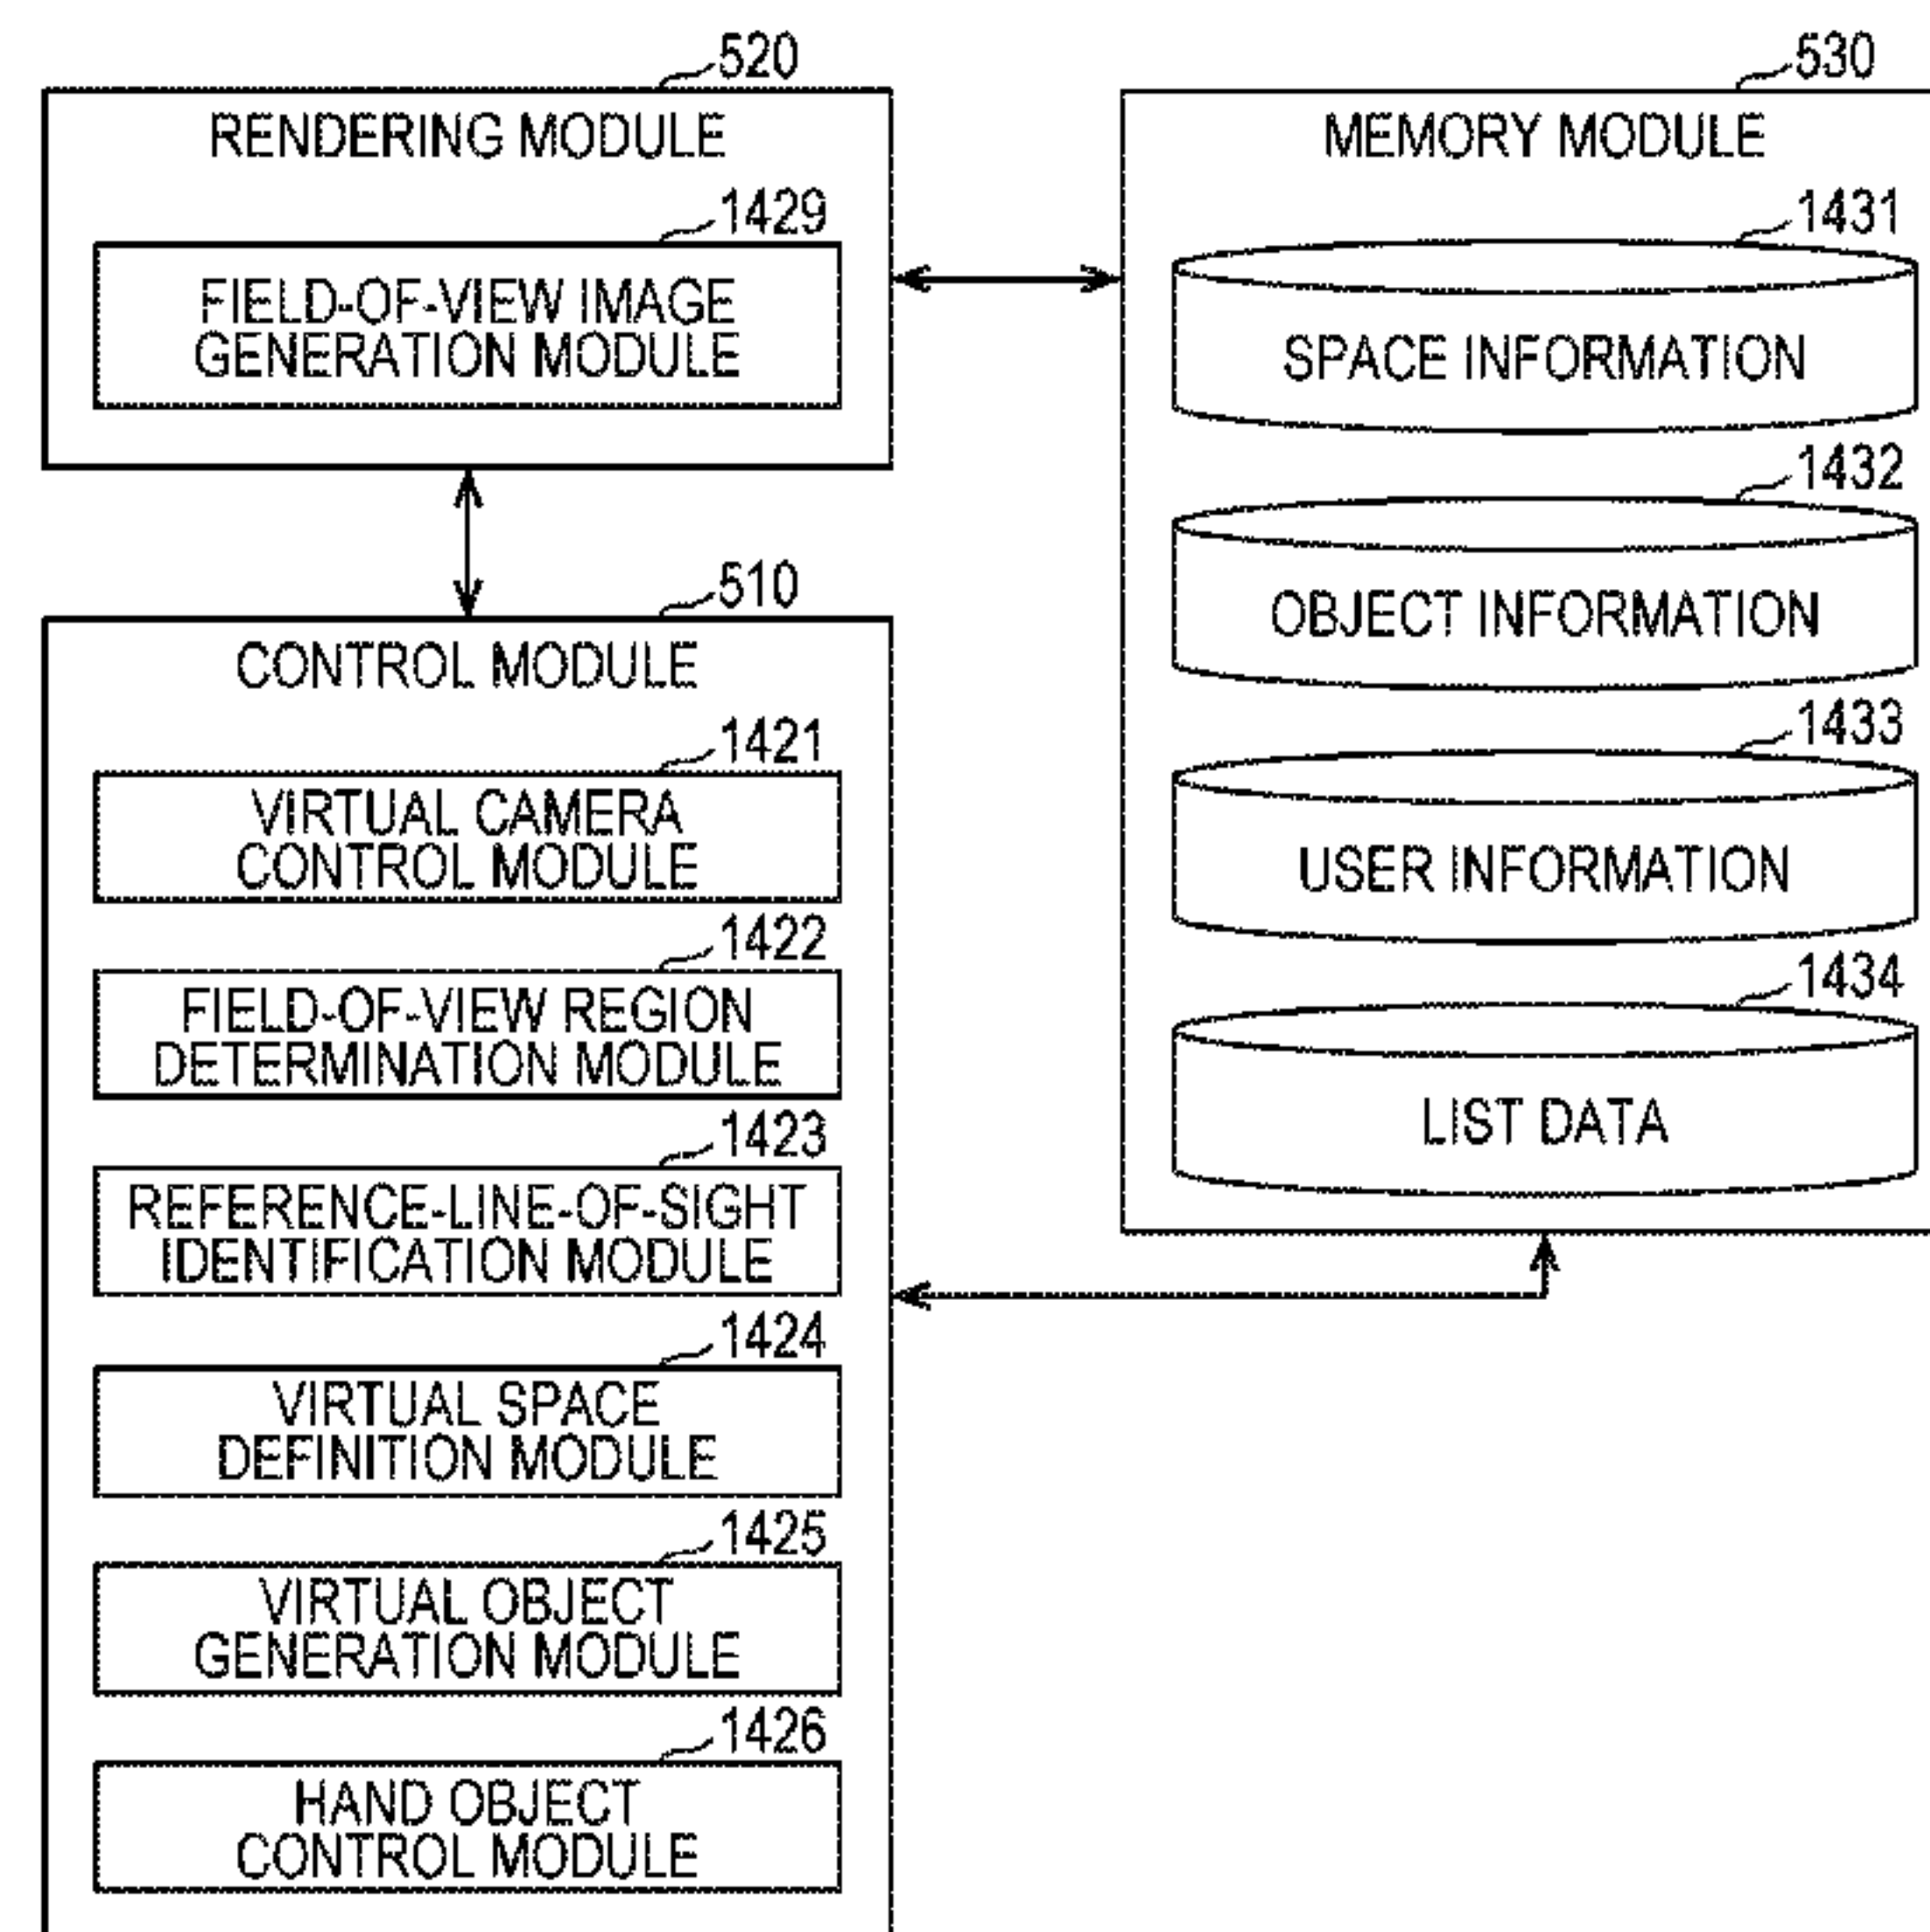 520
RENDERING MODULE
1429
FIELD-OF-VIEW IMAGE
GENERATION MODULE
510
CONTROL MODULE
1421
VIRTUAL CAMERA
CONTROL MODULE
1422
FIELD-OF-VIEW REGION
DETERMINATION MODULE
1423
REFERENCE-LINE-OF-SIGHT
IDENTIFICATION MODULE
1424
VIRTUAL SPACE
DEFINITION MODULE
1425
VIRTUAL OBJECT
GENERATION MODULE
1426
HAND OBJECT
CONTROL MODULE
530
MEMORY MODULE
1431
SPACE INFORMATION
1432
OBJECT INFORMATION
1433
USER INFORMATION
1434
LIST DATA